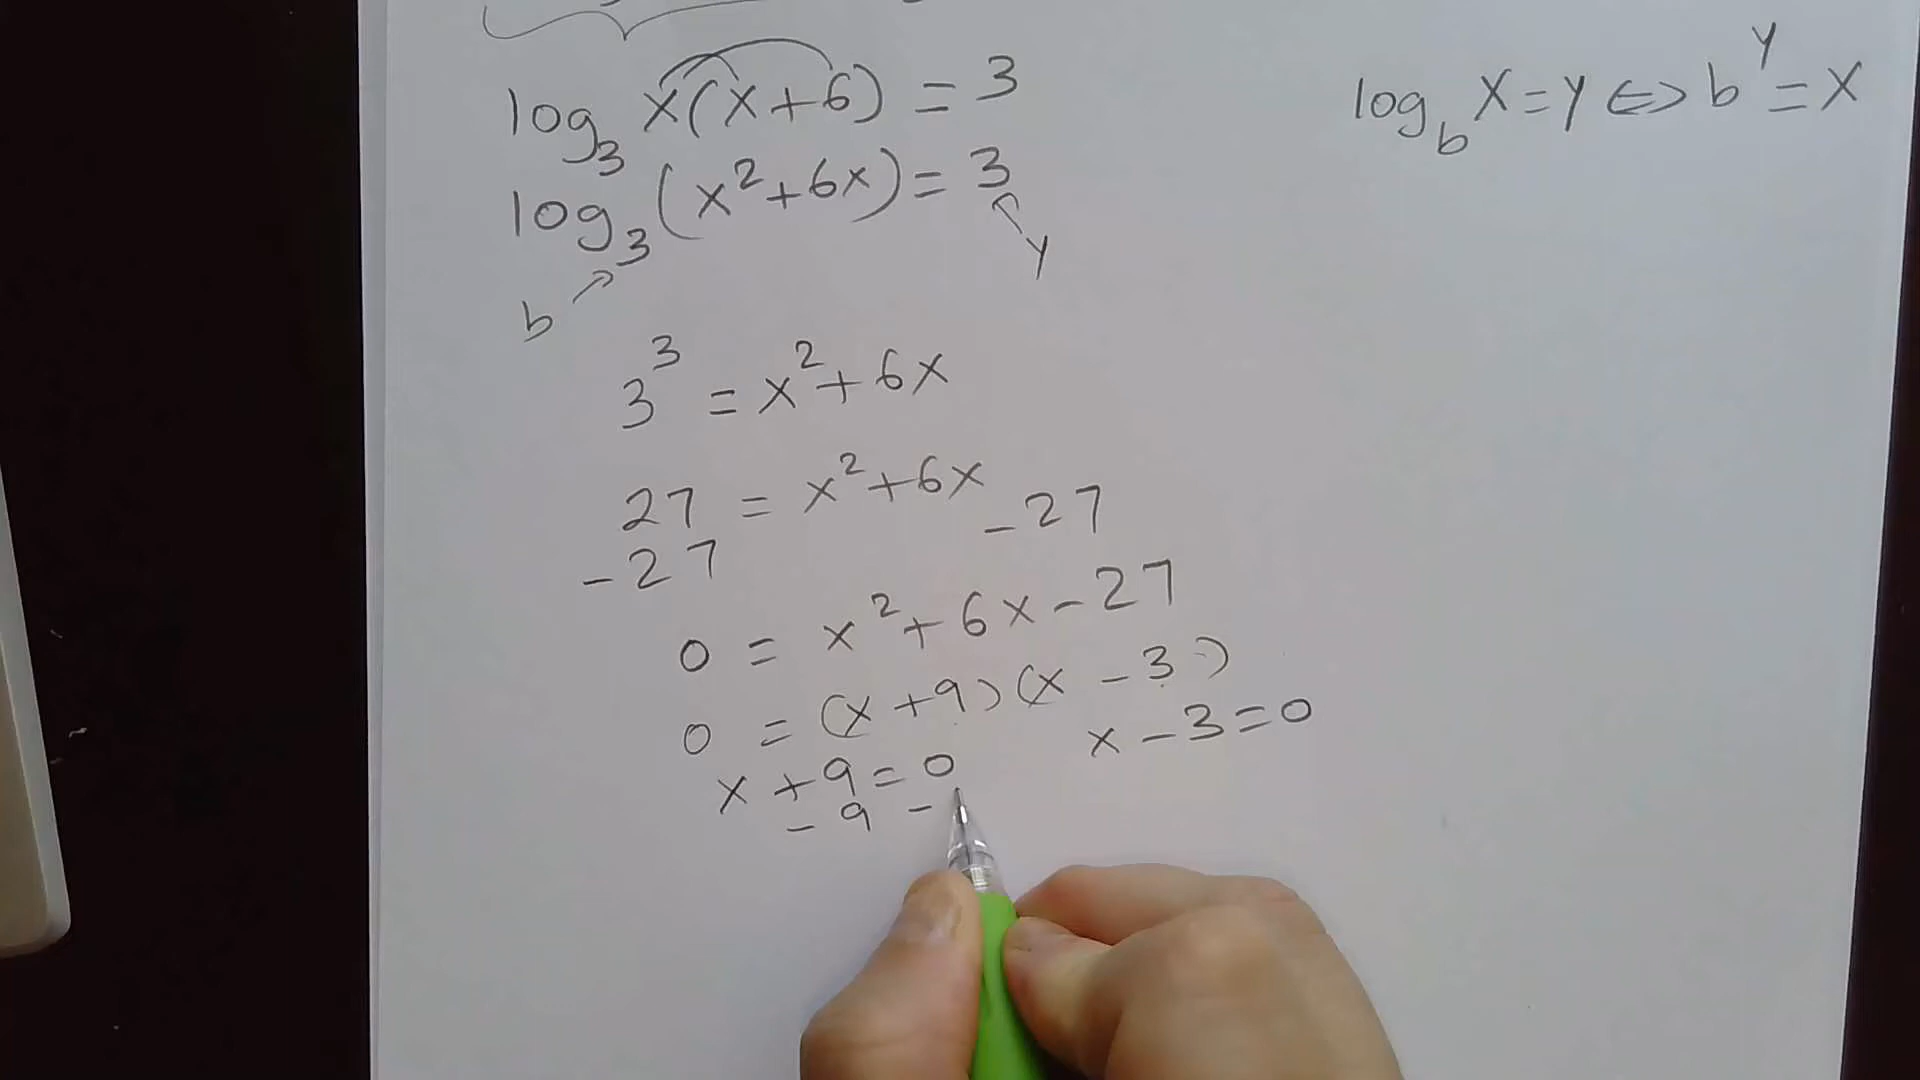 log₃ x(x+6) = 3
log_b x = y ⇔ b^y = x
log₃ (x²+6x) = 3
y
b
3³ = x²+6x
27 = x²+6x - 27
-27
0 = x²+6x-27
0 = (x+9)(x - 3)
x+9=0 x-3=0
-9 -